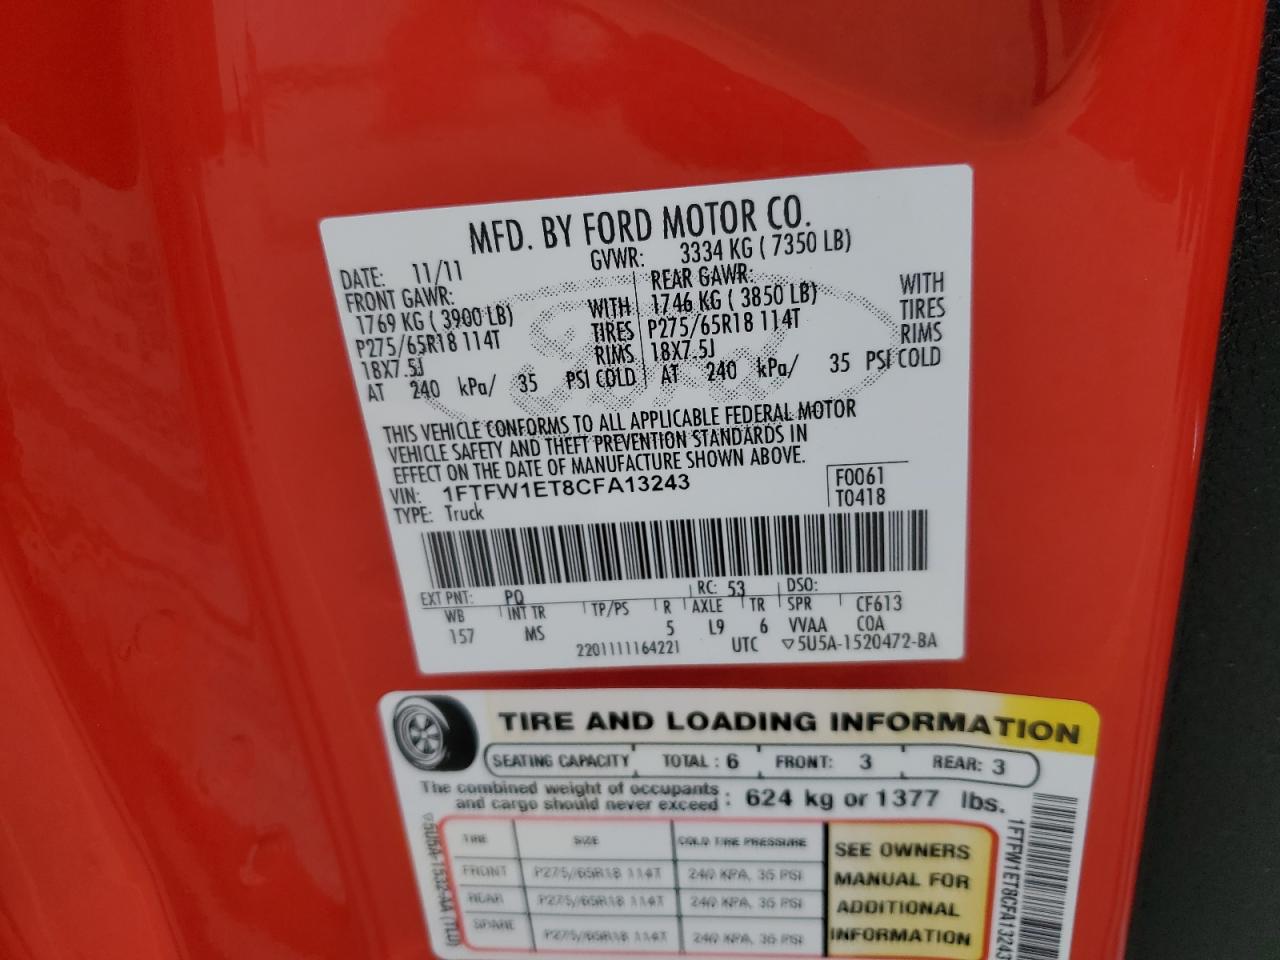 MFD. BY FORD MOTOR CO.
DATE: 11/11 GVWR: 3334 KG ( 7350 LB)
FRONT GAWR: REAR GAWR:
1769 KG ( 3900 LB) WITH 1746 KG ( 3850 LB) WITH
P275/65R18 114T TIRES P275/65R18 114T TIRES
18X7.5J RIMS 18X7.5J RIMS
AT 240 kPa/ 35 PSI COLD AT 240 kPa/ 35 PSI COLD
THIS VEHICLE CONFORMS TO ALL APPLICABLE FEDERAL MOTOR
VEHICLE SAFETY AND THEFT PREVENTION STANDARDS IN
EFFECT ON THE DATE OF MANUFACTURE SHOWN ABOVE.
VIN: 1FTFW1ET8CFA13243 F0061
TYPE: Truck T0418
EXT PNT: PQ RC: 53 DSO:
WB INT TR TP/PS R AXLE TR SPR CF613
157 MS 5 L9 6 VVAA COA
2201111164221 UTC ▽5U5A-1520472-BA
TIRE AND LOADING INFORMATION
SEATING CAPACITY TOTAL : 6 FRONT: 3 REAR: 3
The combined weight of occupants
and cargo should never exceed : 624 kg or 1377 lbs.
TIRE SIZE COLD TIRE PRESSURE
FRONT P275/65R18 114T 240 KPA, 35 PSI
REAR P275/65R18 114T 240 KPA, 35 PSI
SPARE P275/65R18 114T 240 KPA, 35 PSI
SEE OWNERS
MANUAL FOR
ADDITIONAL
INFORMATION
▽5U5A-1532-AA (TLU)
1FTFW1ET8CFA13243